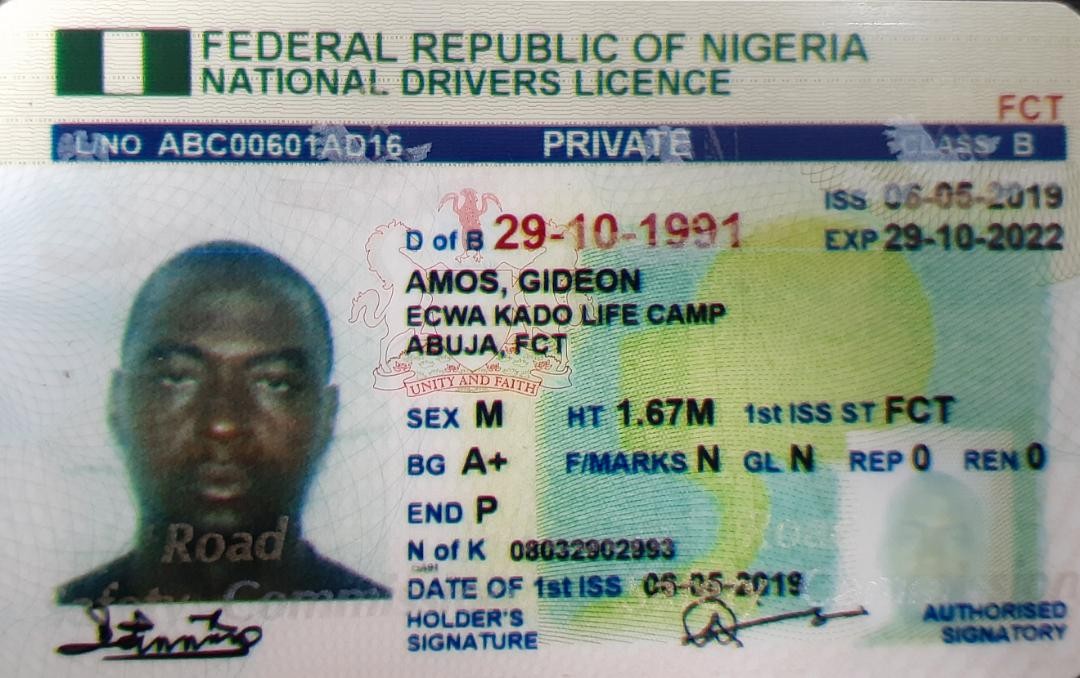 FEDERAL REPUBLIC OF NIGERIA
NATIONAL DRIVERS LICENCE
FCT
L/NO ABC00601AD16 PRIVATE CLASS B
ISS 06-05-2019
D of B 29-10-1991 EXP 29-10-2022
AMOS, GIDEON
ECWA KADO LIFE CAMP
ABUJA, FCT
UNITY AND FAITH
SEX M HT 1.67M 1st ISS ST FCT
BG A+ F/MARKS N GL N REP 0 REN 0
END P
Road
N of K 08032902993
DATE OF 1st ISS 06-05-2019
HOLDER'S
SIGNATURE
AUTHORISED
SIGNATORY